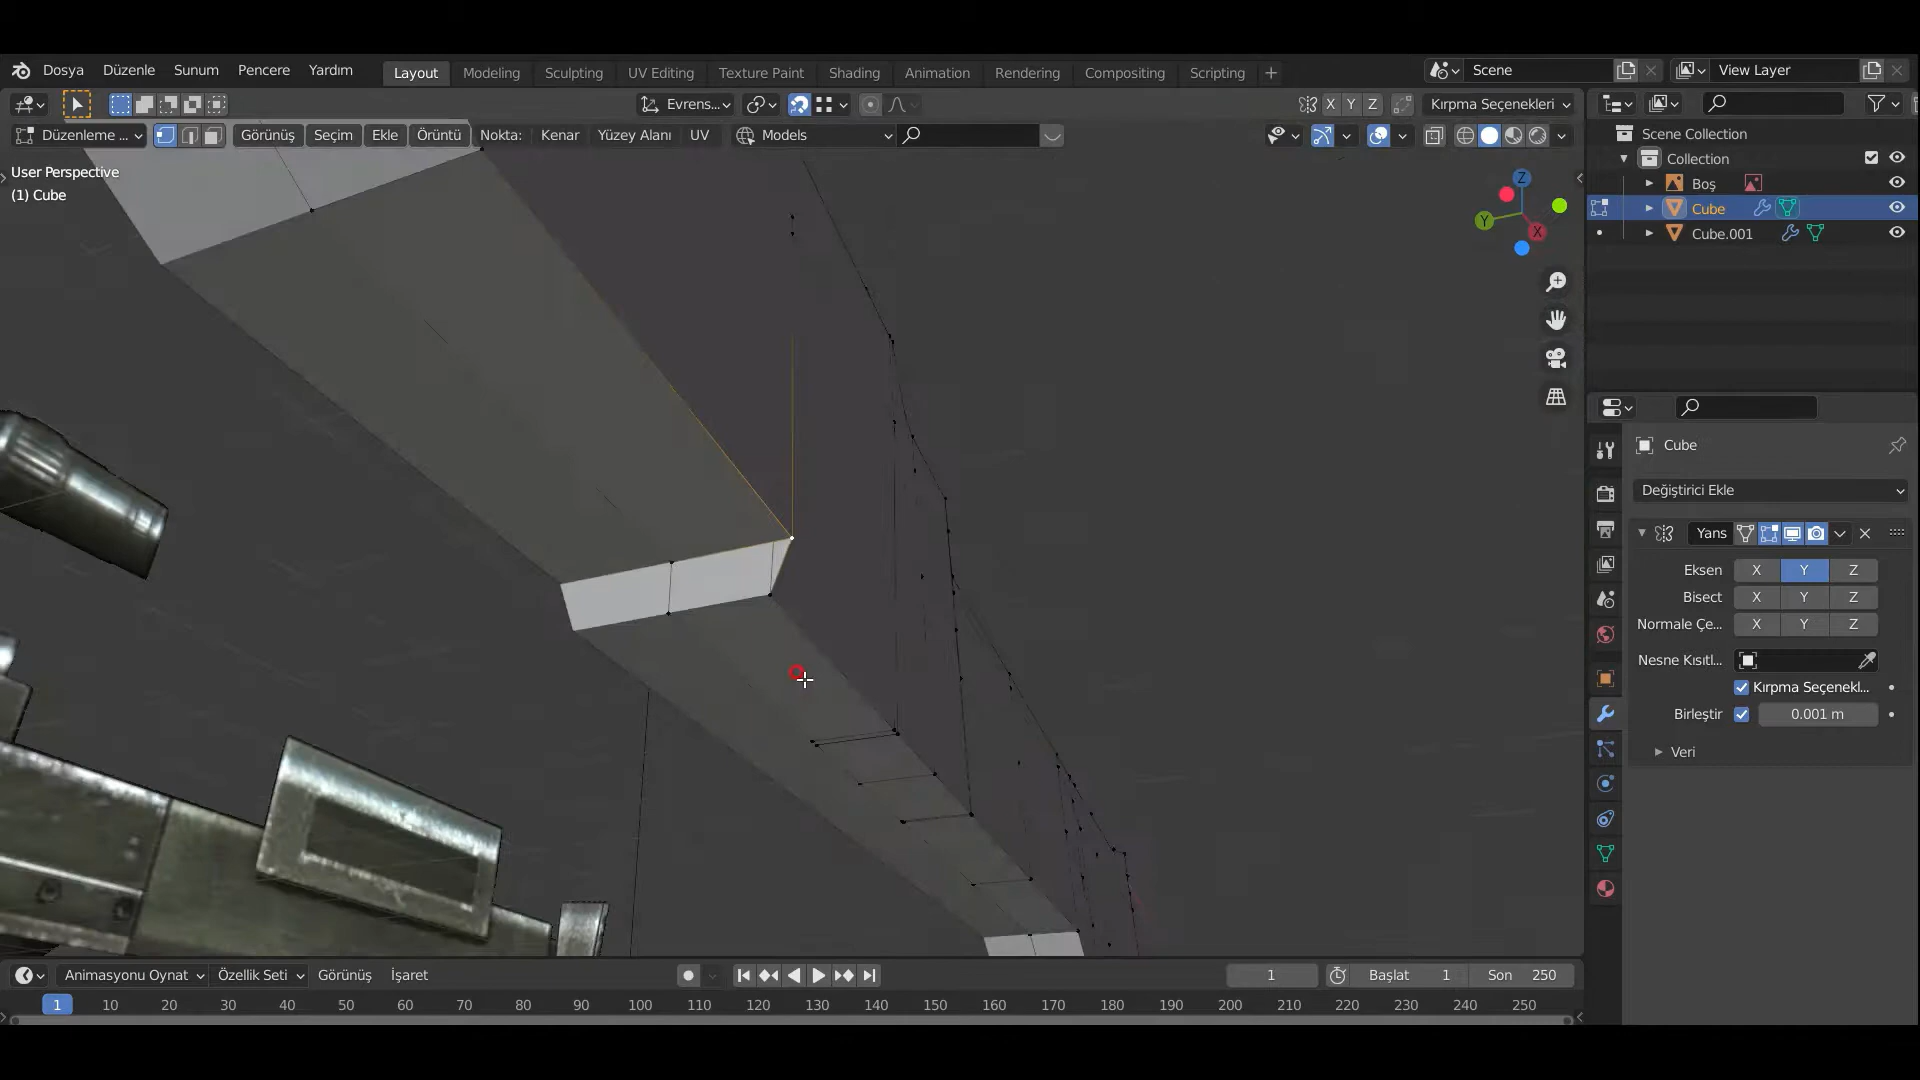 Dosya Düzenle Sunum Pencere Yardım Layout Modeling Sculpting UV Editing Texture Paint Shading Animation Rendering Compositing Scripting + Scene View Layer
Evrens... X Y Z Kırpma Seçenekleri
Düzenleme ... Görünüş Seçim Ekle Örüntü Nokta: Kenar Yüzey Alanı UV Models
User Perspective
(1) Cube
Z
Y
X
Scene Collection
Collection
Boş
Cube
Cube.001
Cube
Değiştirici Ekle
Yans
Eksen X Y Z
Bisect X Y Z
Normale Çe... X Y Z
Nesne Kısıtl...
Kırpma Seçenekl...
Birleştir 0.001 m
Veri
Animasyonu Oynat Özellik Seti Görünüş İşaret 1 Başlat 1 Son 250
1 10 20 30 40 50 60 70 80 90 100 110 120 130 140 150 160 170 180 190 200 210 220 230 240 250